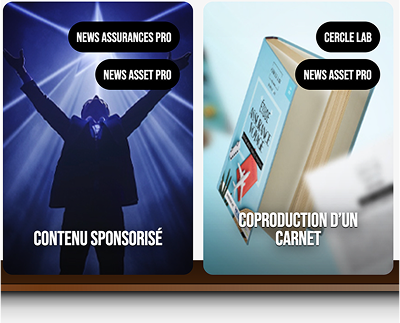 NEWS ASSURANCES PRO
NEWS ASSET PRO
CONTENU SPONSORISÉ
CERCLE LAB
NEWS ASSET PRO
COPRODUCTION D'UN
CARNET